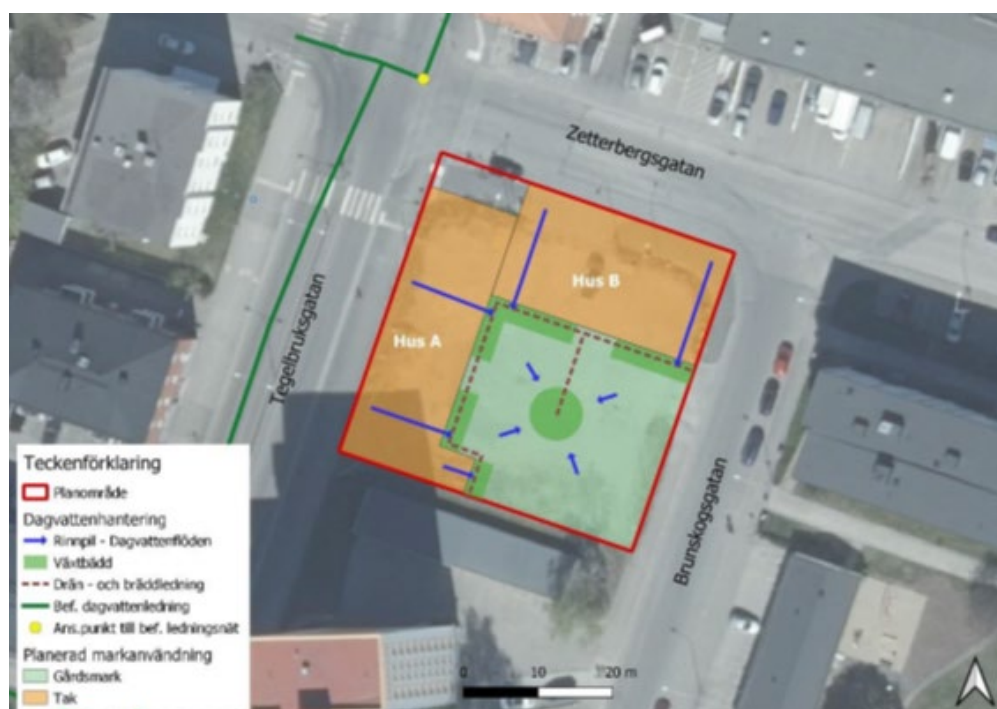 Zetterbergsgatan
Hus B
Hus A
Tegelbruksgatan
Brunskogsgatan
Teckenförklaring
Planområde
Dagvattenhantering
Rinnpil - Dagvattenflöden
Växtbädd
Drän - och bräddledning
Bef. dagvattenledning
Ans.punkt till bef. ledningsnät
Planerad markanvändning
Gårdsmark
Tak
0 10 20 m